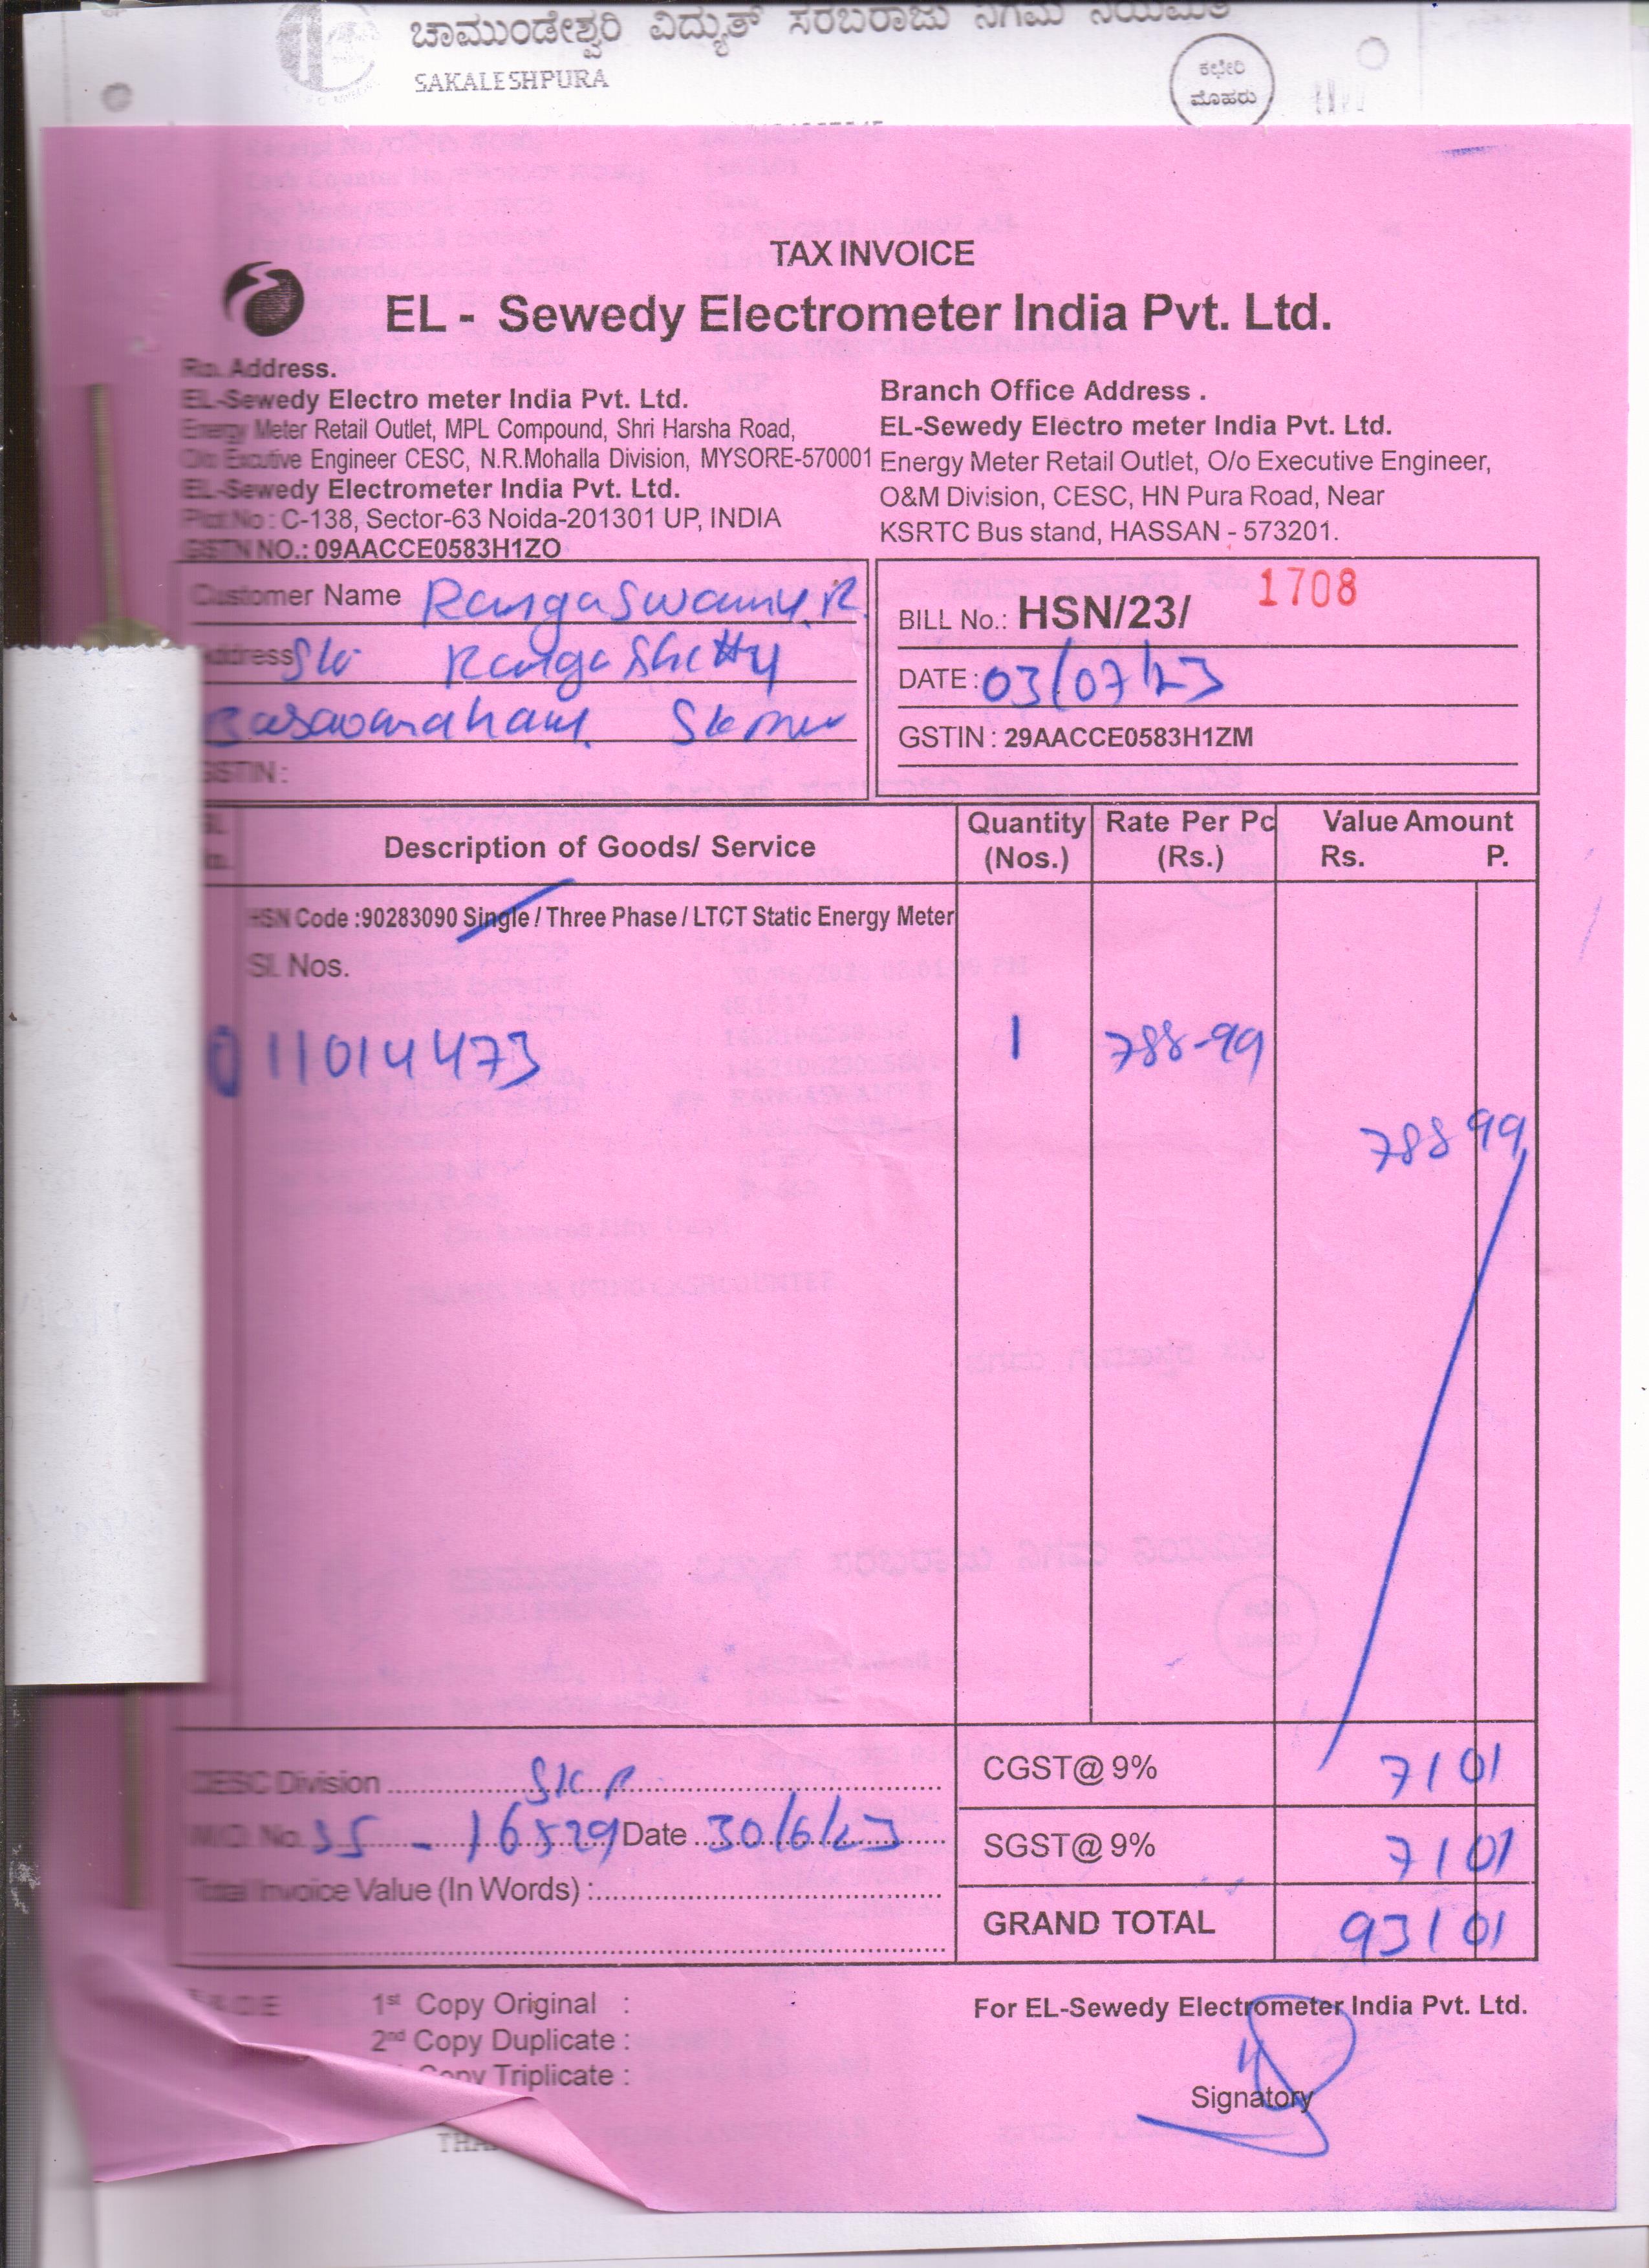 ಚಾಮುಂಡೇಶ್ವರಿ ವಿದ್ಯುತ್ ಸರಬರಾಜು ನಿಗಮ ನಿಯಮಿತ
SAKALESHPURA
ಕಛೇರಿ
ಮೊಹರು
TAX INVOICE
EL - Sewedy Electrometer India Pvt. Ltd.
Address.
EL-Sewedy Electro meter India Pvt. Ltd.
Energy Meter Retail Outlet, MPL Compound, Shri Harsha Road,
O/o Excutive Engineer CESC, N.R.Mohalla Division, MYSORE-570001
EL-Sewedy Electrometer India Pvt. Ltd.
Plot No : C-138, Sector-63 Noida-201301 UP, INDIA
GSTN NO.: 09AACCE0583H1ZO
Branch Office Address .
EL-Sewedy Electro meter India Pvt. Ltd.
Energy Meter Retail Outlet, O/o Executive Engineer,
O&M Division, CESC, HN Pura Road, Near
KSRTC Bus stand, HASSAN - 573201.
Customer Name Rangaswamy.R
Address S/o Ranga Shetty
GSTIN :
BILL No.: HSN/23/ 1708
DATE : 03/07/23
GSTIN : 29AACCE0583H1ZM
Description of Goods/ Service Quantity (Nos.) Rate Per Pc (Rs.) Value Amount Rs. P.
HSN Code :90283090 Single / Three Phase / LTCT Static Energy Meter
Sl. Nos.
011014473 1 788-99
788 99
CESC Division SKP CGST@ 9% 71 01
No. SS - 16529 Date 30/6/23 SGST@ 9% 71 01
Total Invoice Value (In Words) :
GRAND TOTAL 931 01
1st Copy Original :
2nd Copy Duplicate :
Copy Triplicate :
For EL-Sewedy Electrometer India Pvt. Ltd.
Signatory